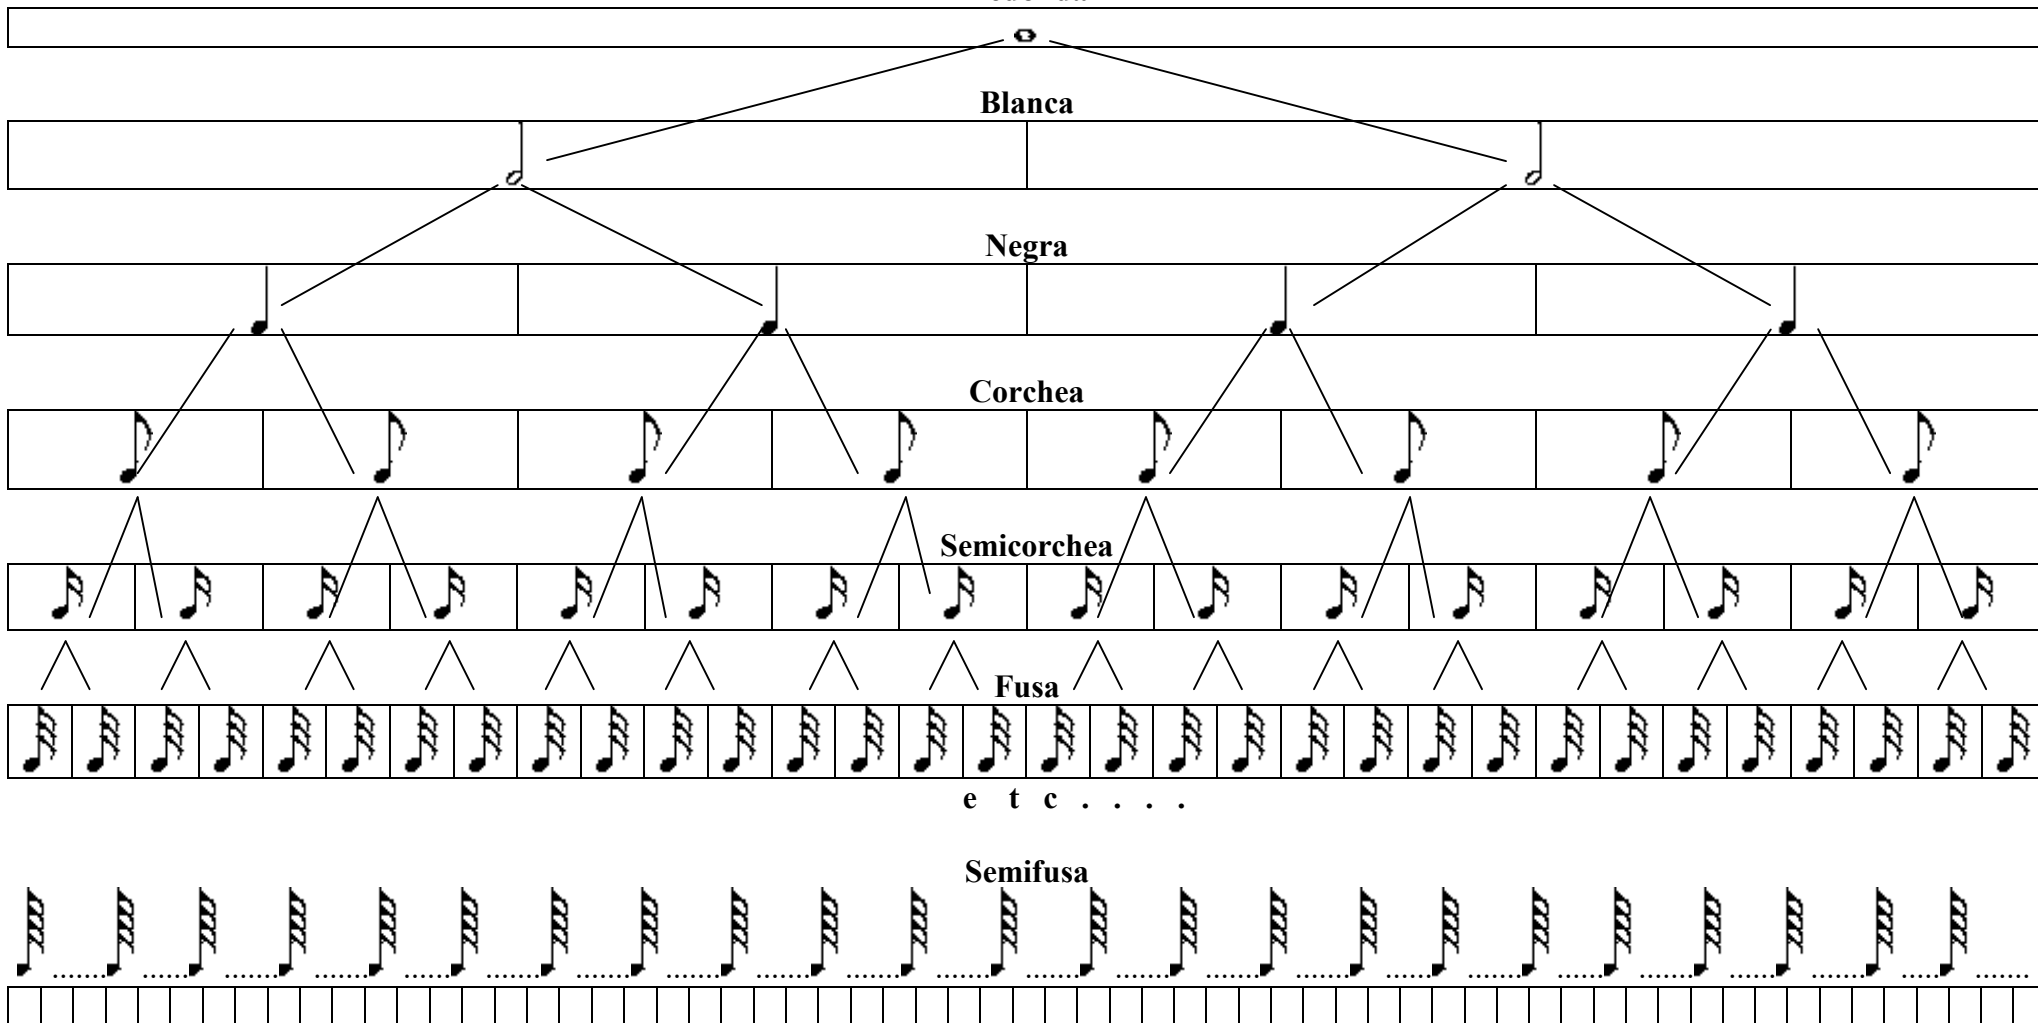 Blanca
Negra
Corchea
Semicorchea
Fusa
e t c . . . .
Semifusa